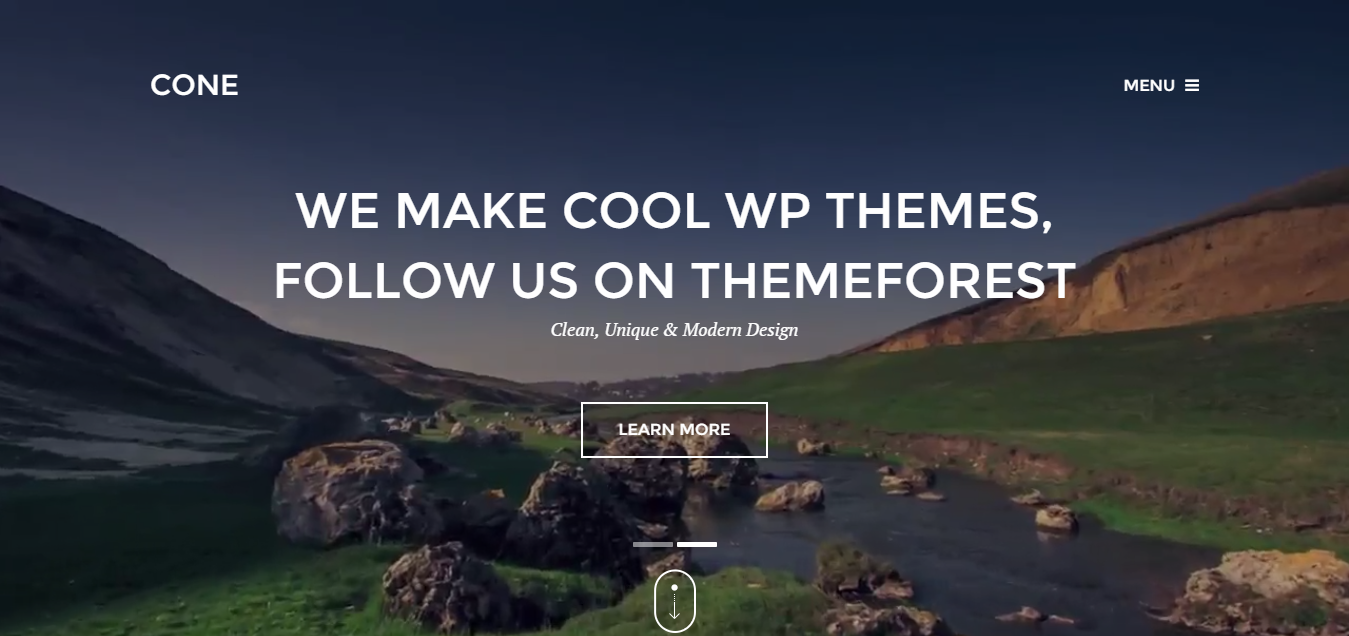 CONE
MENU
WE MAKE COOL WP THEMES,
FOLLOW US ON THEMEFOREST
Clean, Unique & Modern Design
LEARN MORE